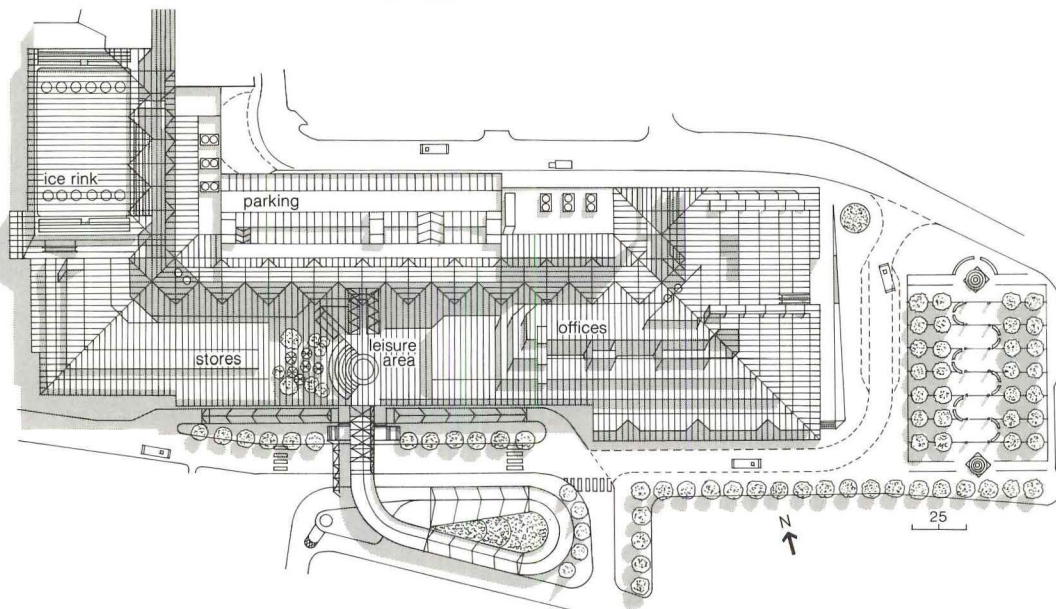 ice rink
parking
stores
leisure
area
offices
N
25